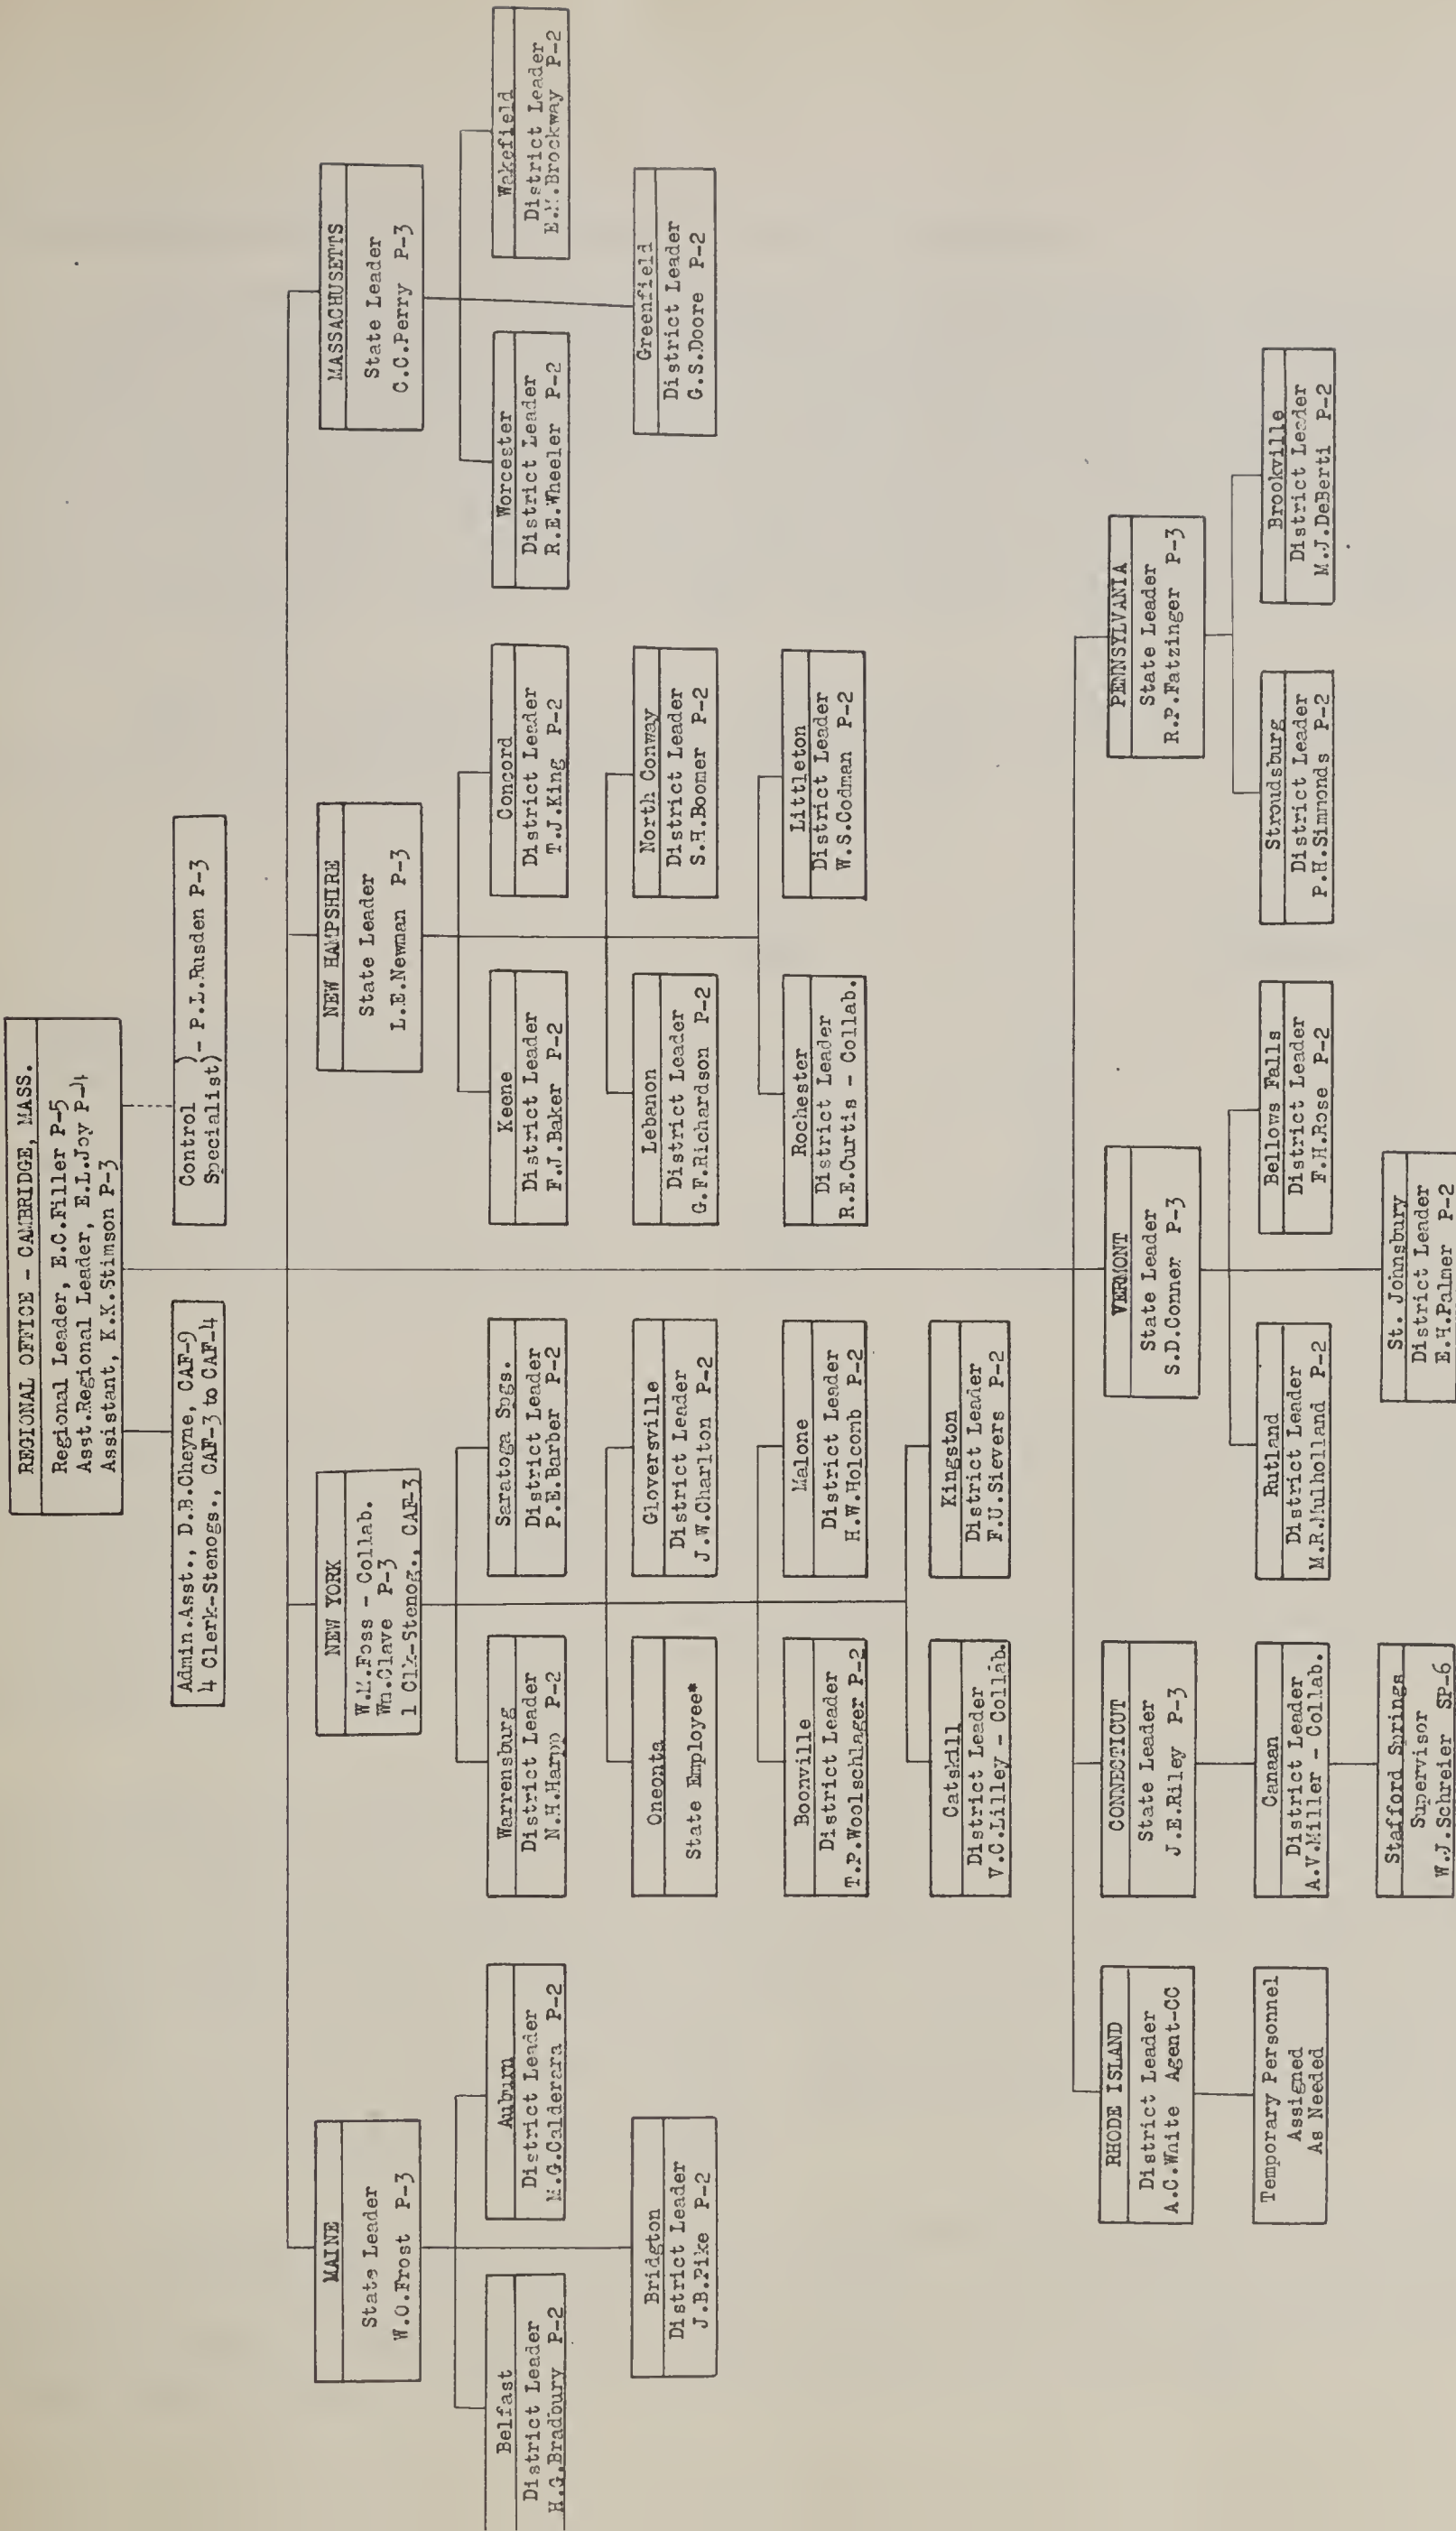 REGIONAL OFFICE - CAMBRIDGE, MASS.
Regional Leader, E.C.Filler P-5
Asst.Regional Leader, E.L.Joy P-4
Assistant, K.K.Stimson P-3
Admin.Asst., D.B.Cheyne, CAF-9
4 Clerk-Stenogs., CAF-3 to CAF-4
Control )
Specialist) - P.L.Rusden P-3
MAINE
State Leader
W.O.Frost P-3
Belfast
District Leader
H.G.Bradbury P-2
Auburn
District Leader
M.G.Calderara P-2
Bridgton
District Leader
J.B.Pike P-2
NEW YORK
W.M.Foss - Collab.
Wm.Clave P-3
1 Clk-Stenog., CAF-3
Warrensburg
District Leader
N.H.Harpp P-2
Saratoga Spgs.
District Leader
P.E.Barber P-2
Oneonta
State Employee*
Gloversville
District Leader
J.W.Charlton P-2
Boonville
District Leader
T.P.Woolschlager P-2
Malone
District Leader
H.W.Holcomb P-2
Catskill
District Leader
V.C.Lilley - Collab.
Kingston
District Leader
F.U.Sievers P-2
NEW HAMPSHIRE
State Leader
L.E.Newman P-3
Keene
District Leader
F.J.Baker P-2
Concord
District Leader
T.J.King P-2
Lebanon
District Leader
G.F.Richardson P-2
North Conway
District Leader
S.H.Boomer P-2
Rochester
District Leader
R.E.Curtis - Collab.
Littleton
District Leader
W.S.Codman P-2
MASSACHUSETTS
State Leader
C.C.Perry P-3
Worcester
District Leader
R.E.Wheeler P-2
Wakefield
District Leader
E.M.Brockway P-2
Greenfield
District Leader
G.S.Doore P-2
RHODE ISLAND
District Leader
A.C.White Agent-CC
Temporary Personnel
Assigned
As Needed
CONNECTICUT
State Leader
J.E.Riley P-3
Canaan
District Leader
A.V.Miller - Collab.
Stafford Springs
Supervisor
W.J.Schreier SP-6
VERMONT
State Leader
S.D.Conner P-3
Rutland
District Leader
M.R.Mulholland P-2
Bellows Falls
District Leader
F.H.Rose P-2
St. Johnsbury
District Leader
E.H.Palmer P-2
PENNSYLVANIA
State Leader
R.P.Fatzinger P-3
Stroudsburg
District Leader
P.H.Simmonds P-2
Brookville
District Leader
M.J.DeBerti P-2